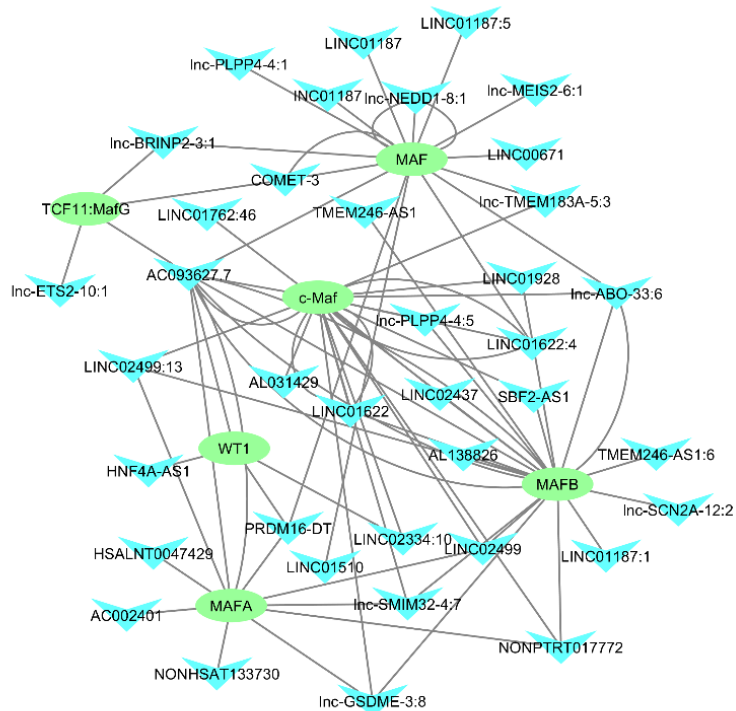 LINC01187:5
LINC01187
lnc-PLPP4-4:1
lnc-MEIS2-6:1
INC01187
lnc-NEDD1-8:1
lnc-BRINP2-3:1
MAF
LINC00671
COMET-3
lnc-TMEM183A-5:3
TCF11:MafG
LINC01762:46
TMEM246-AS1
lnc-ETS2-10:1
AC093627.7
LINC01928
c-Maf
lnc-ABO-33:6
lnc-PLPP4-4:5
LINC01622:4
LINC02499:13
AL031429
LINC02437
SBF2-AS1
LINC01622
WT1
AL138826
TMEM246-AS1:6
HNF4A-AS1
MAFB
lnc-SCN2A-12:2
PRDM16-DT
LINC02334:10
HSALNT0047429
LINC02499
LINC01187:1
LINC01510
MAFA
lnc-SMIM32-4:7
AC002401
NONPTRT017772
NONHSAT133730
lnc-GSDME-3:8